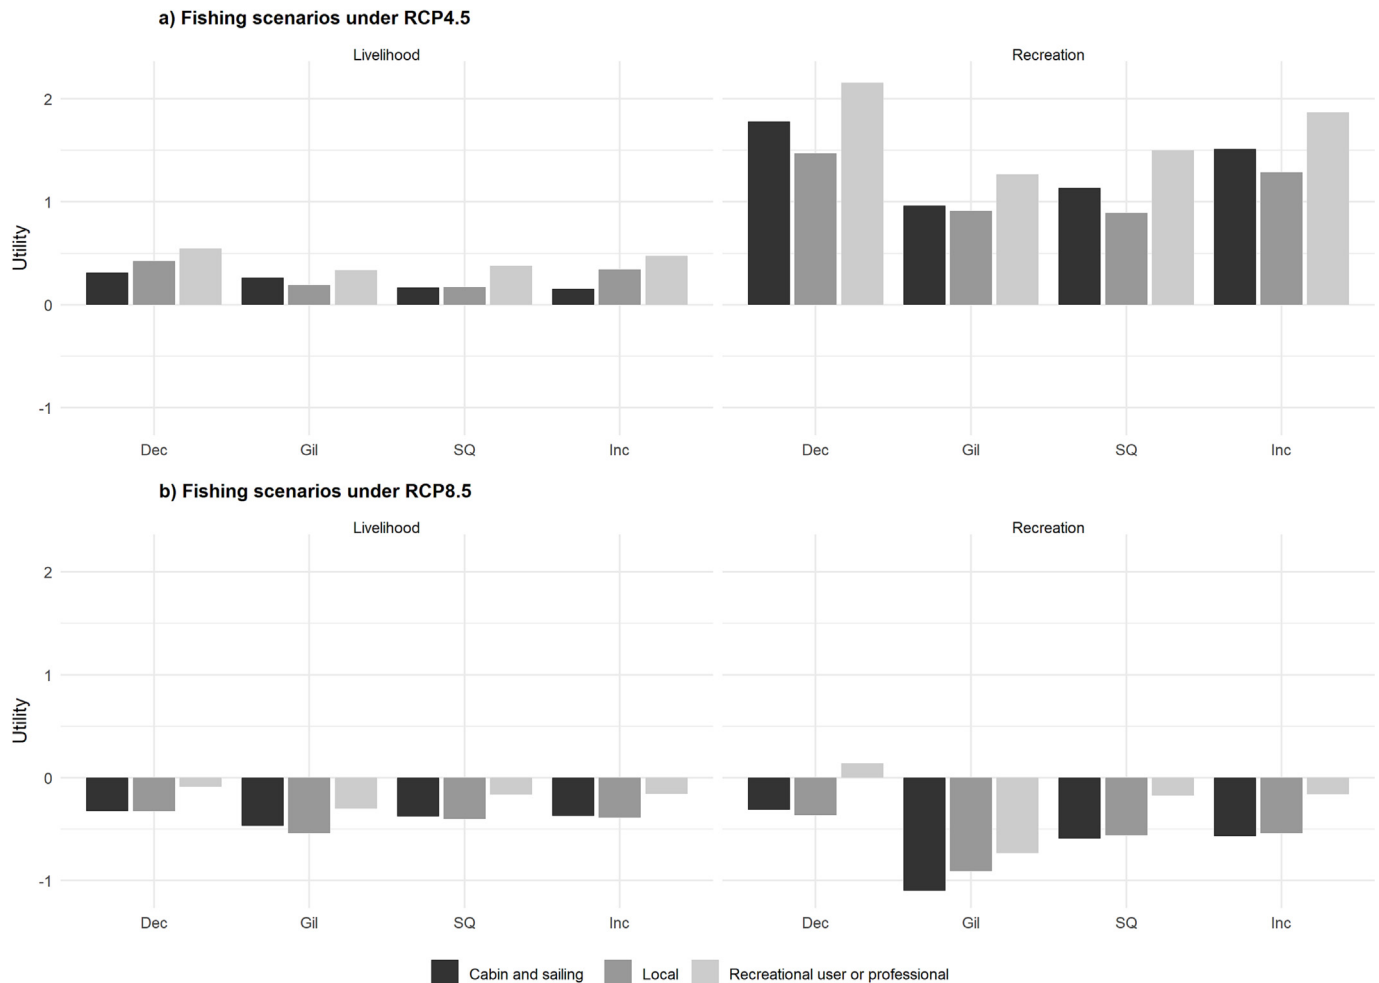 a) Fishing scenarios under RCP4.5
Livelihood
Recreation
Utility
2
1
0
-1
Dec Gil SQ Inc
Dec Gil SQ Inc
b) Fishing scenarios under RCP8.5
Livelihood
Recreation
Utility
2
1
0
-1
Dec Gil SQ Inc
Dec Gil SQ Inc
Cabin and sailing Local Recreational user or professional